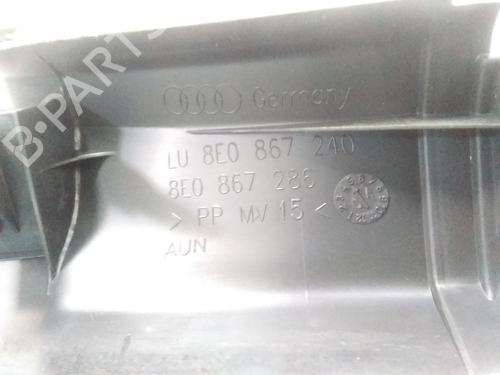 B-PARTS
Germany
LU 8E0 867 240
8E0 867 286
> PP MV 15 <
AUN